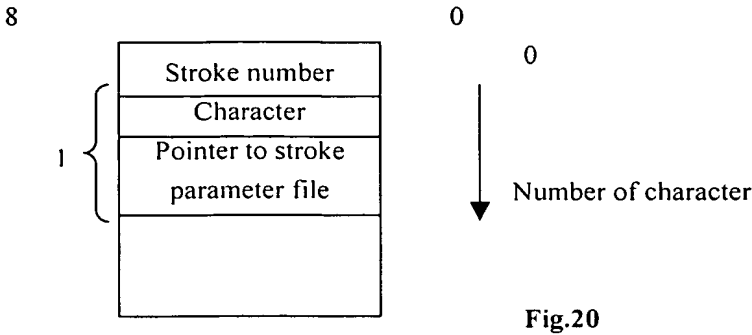 8 0
0
Stroke number
Character
1
Pointer to stroke
parameter file
Number of character
Fig.20